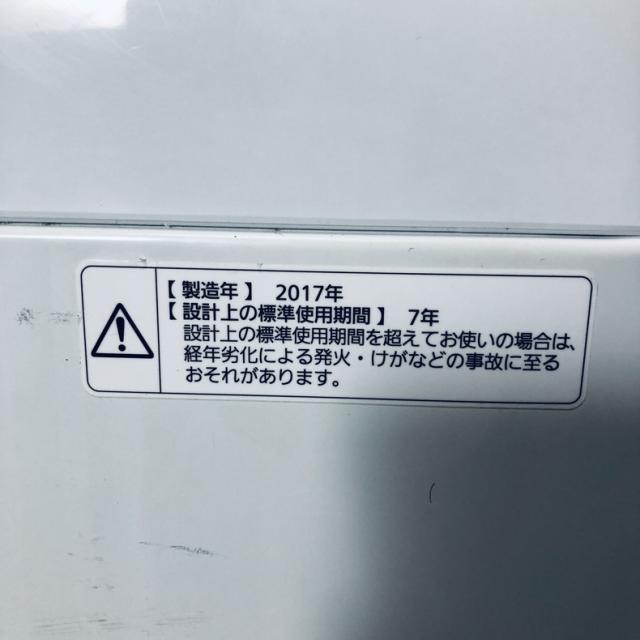 【製造年】 2017年
【設計上の標準使用期間】 7年
設計上の標準使用期間を超えてお使いの場合は、
経年劣化による発火・けがなどの事故に至る
おそれがあります。